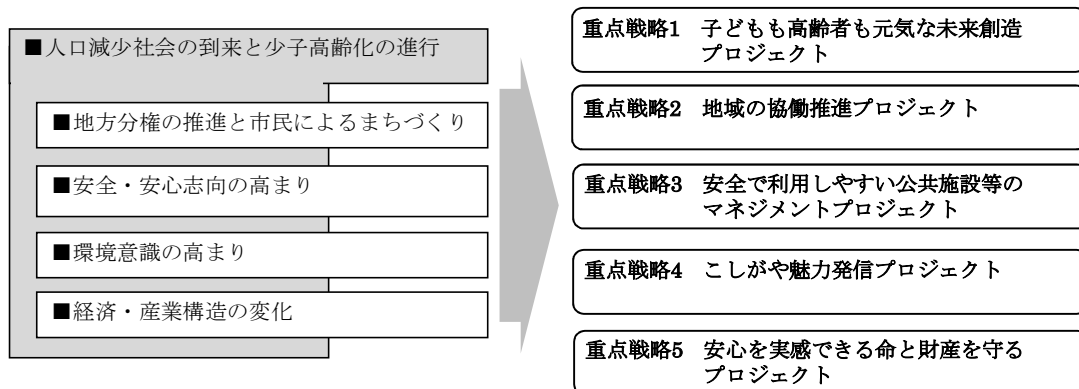 ■人口減少社会の到来と少子高齢化の進行
■地方分権の推進と市民によるまちづくり
■安全・安心志向の高まり
■環境意識の高まり
■経済・産業構造の変化
重点戦略1　子どもも高齢者も元気な未来創造
プロジェクト
重点戦略2　地域の協働推進プロジェクト
重点戦略3　安全で利用しやすい公共施設等の
マネジメントプロジェクト
重点戦略4　こしがや魅力発信プロジェクト
重点戦略5　安心を実感できる命と財産を守る
プロジェクト